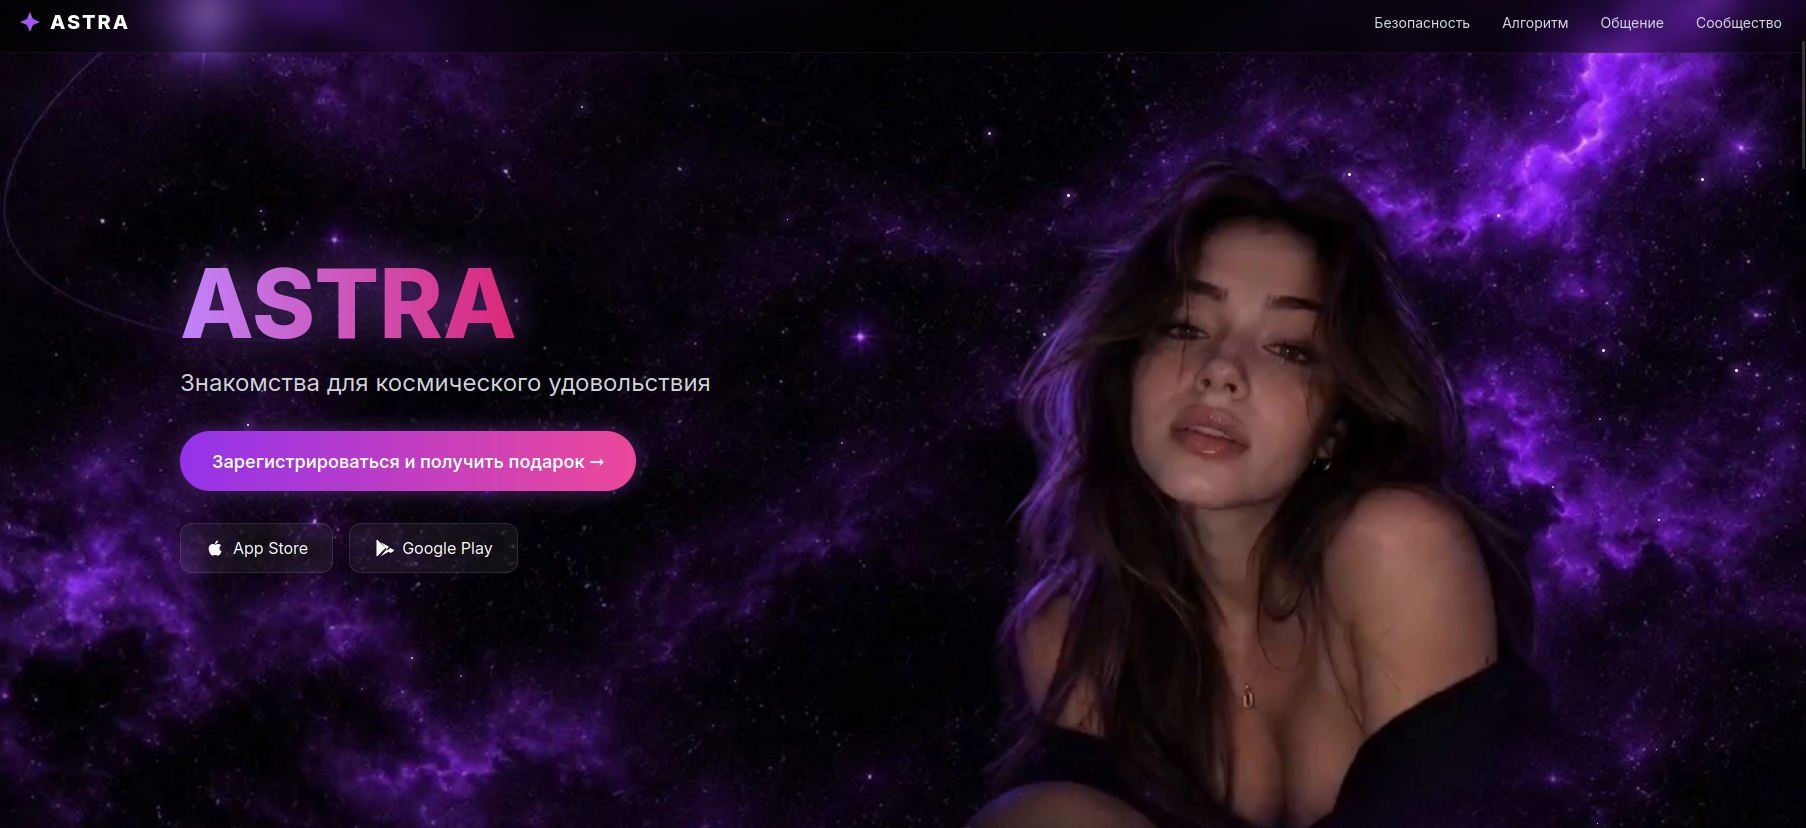 ASTRA
Безопасность
Алгоритм
Общение
Сообщество
ASTRA
Знакомства для космического удовольствия
Зарегистрироваться и получить подарок →
App Store
Google Play